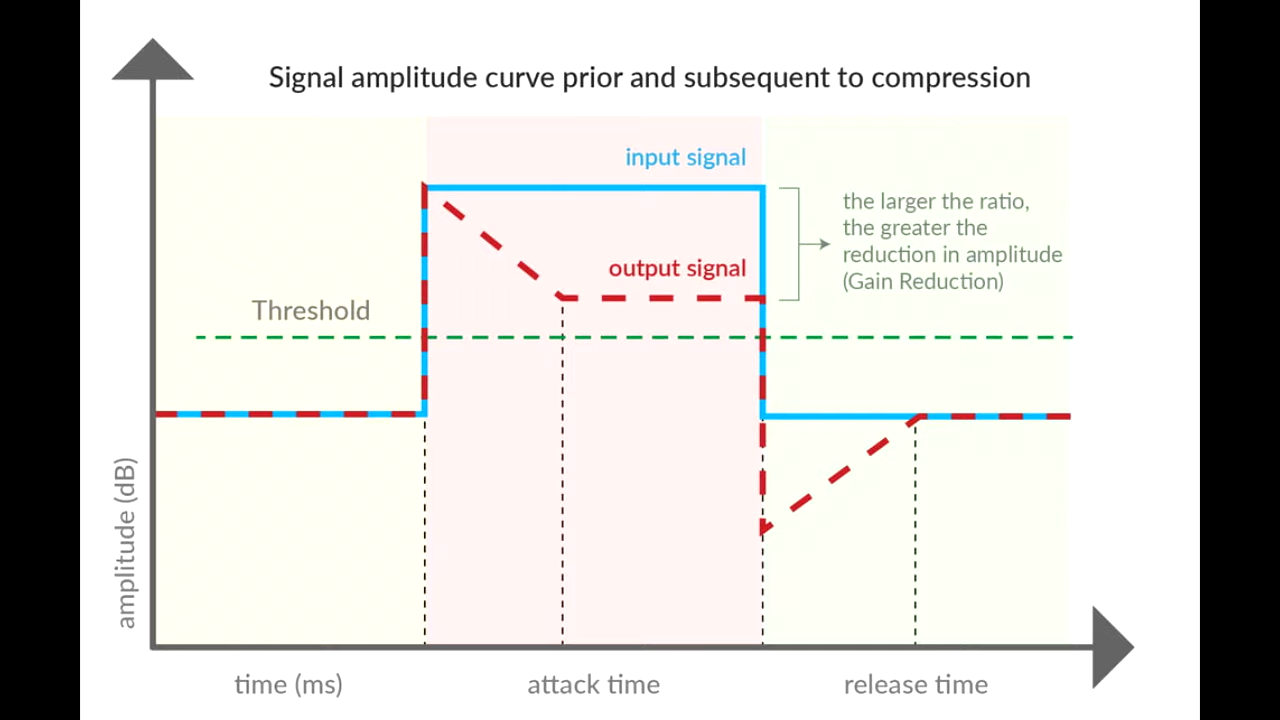 Signal amplitude curve prior and subsequent to compression
input signal
the larger the ratio,
the greater the
reduction in amplitude
(Gain Reduction)
output signal
Threshold
amplitude (dB)
time (ms)
attack time
release time